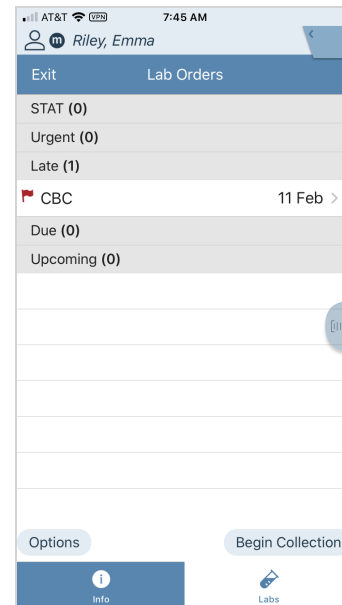 AT&T VPN 7:45 AM
m Riley, Emma
Exit Lab Orders
STAT (0)
Urgent (0)
Late (1)
CBC 11 Feb
Due (0)
Upcoming (0)
Options Begin Collection
Info Labs